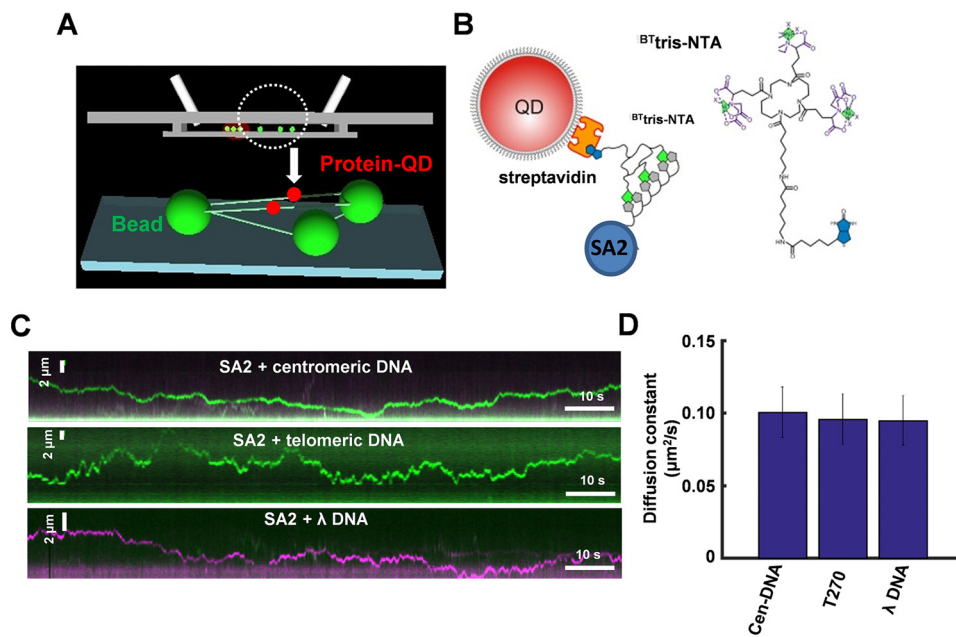 A
Protein-QD
Bead
B
BTtris-NTA
QD
BTtris-NTA
streptavidin
SA2
C
2 µm
SA2 + centromeric DNA
10 s
2 µm
SA2 + telomeric DNA
10 s
2 µm
SA2 + λ DNA
10 s
D
Diffusion constant
(µm²/s)
0.15
0.10
0.05
0
Cen-DNA
T270
λ DNA